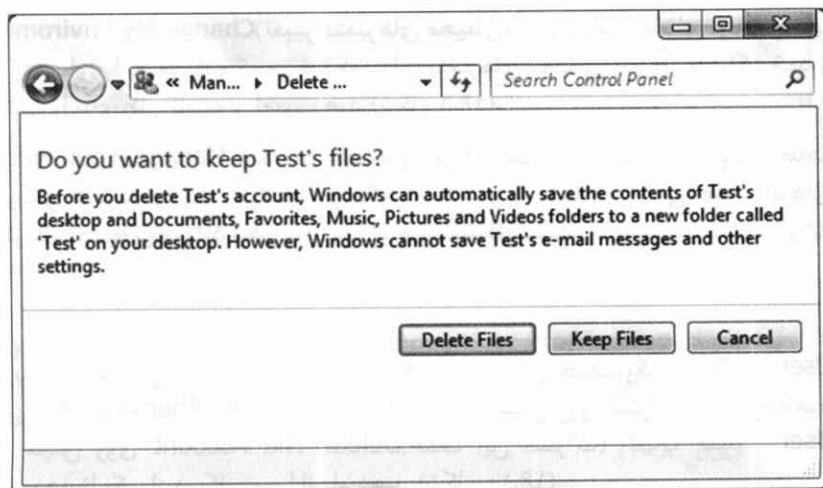 « Man... ▸ Delete ...
Search Control Panel
Do you want to keep Test's files?
Before you delete Test's account, Windows can automatically save the contents of Test's
desktop and Documents, Favorites, Music, Pictures and Videos folders to a new folder called
'Test' on your desktop. However, Windows cannot save Test's e-mail messages and other
settings.
Delete Files Keep Files Cancel